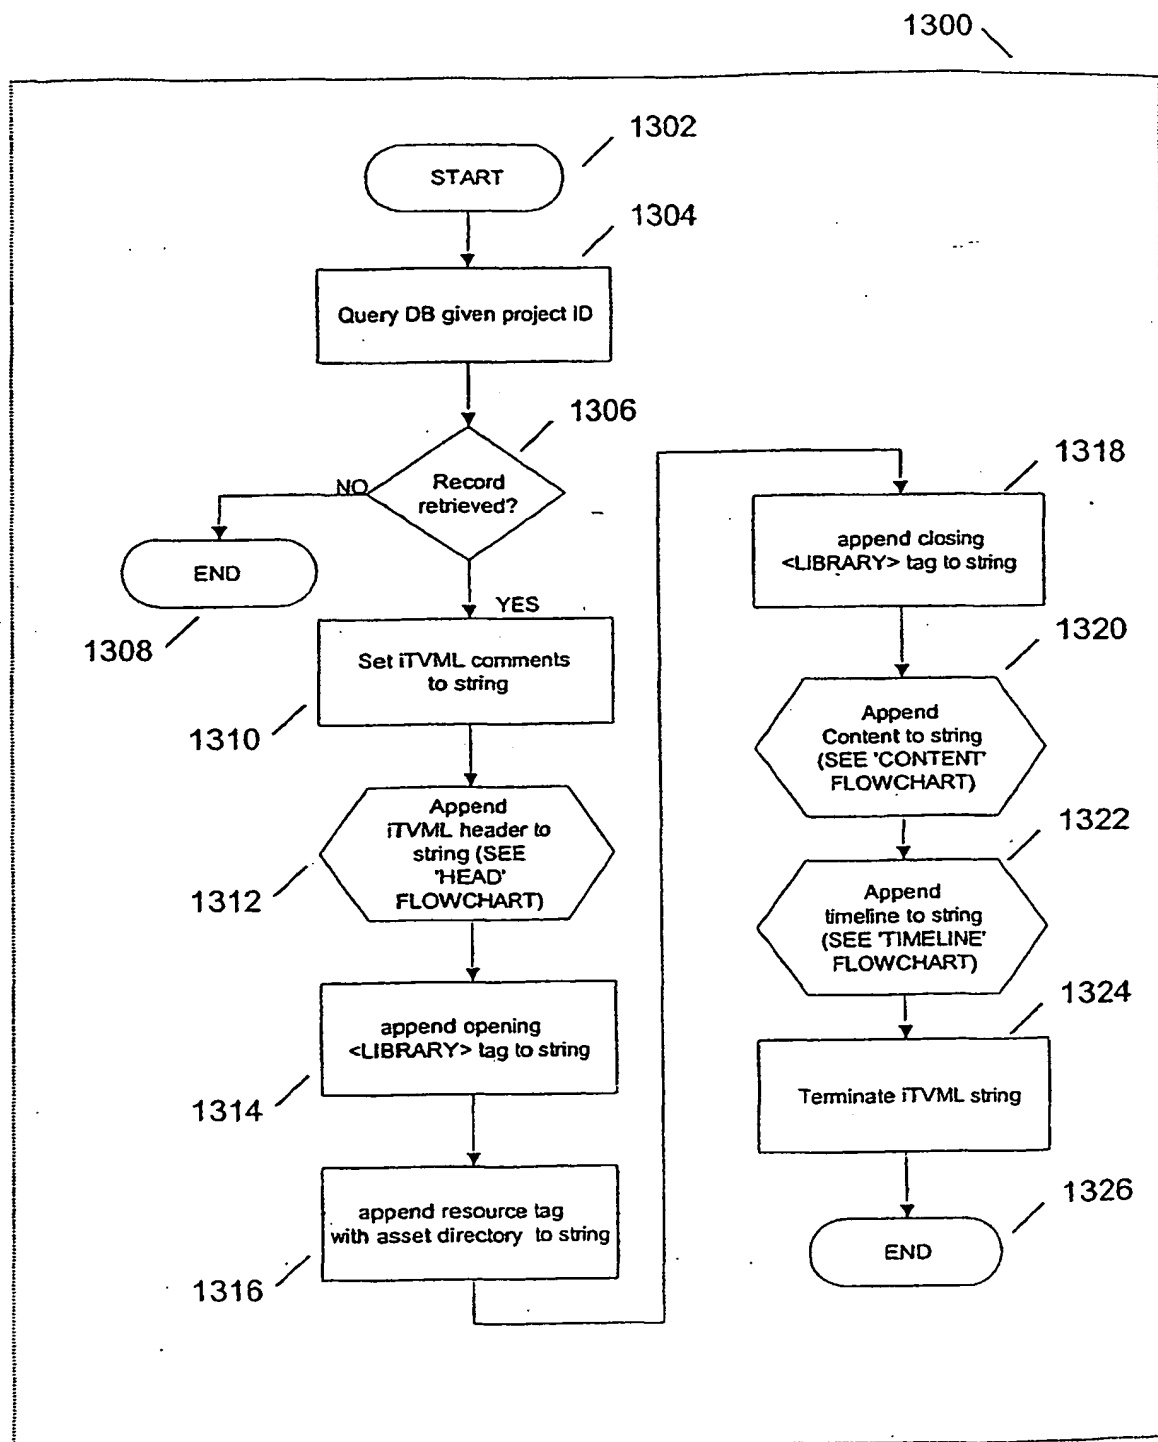 1300
1302
START
1304
Query DB given project ID
1306
Record
retrieved?
NO
END
1308
YES
Set iTVML comments
to string
1310
Append
iTVML header to
string (SEE
'HEAD'
FLOWCHART)
1312
append opening
<LIBRARY> tag to string
1314
append resource tag
with asset directory to string
1316
1318
append closing
<LIBRARY> tag to string
1320
Append
Content to string
(SEE 'CONTENT'
FLOWCHART)
1322
Append
timeline to string
(SEE 'TIMELINE'
FLOWCHART)
1324
Terminate iTVML string
1326
END